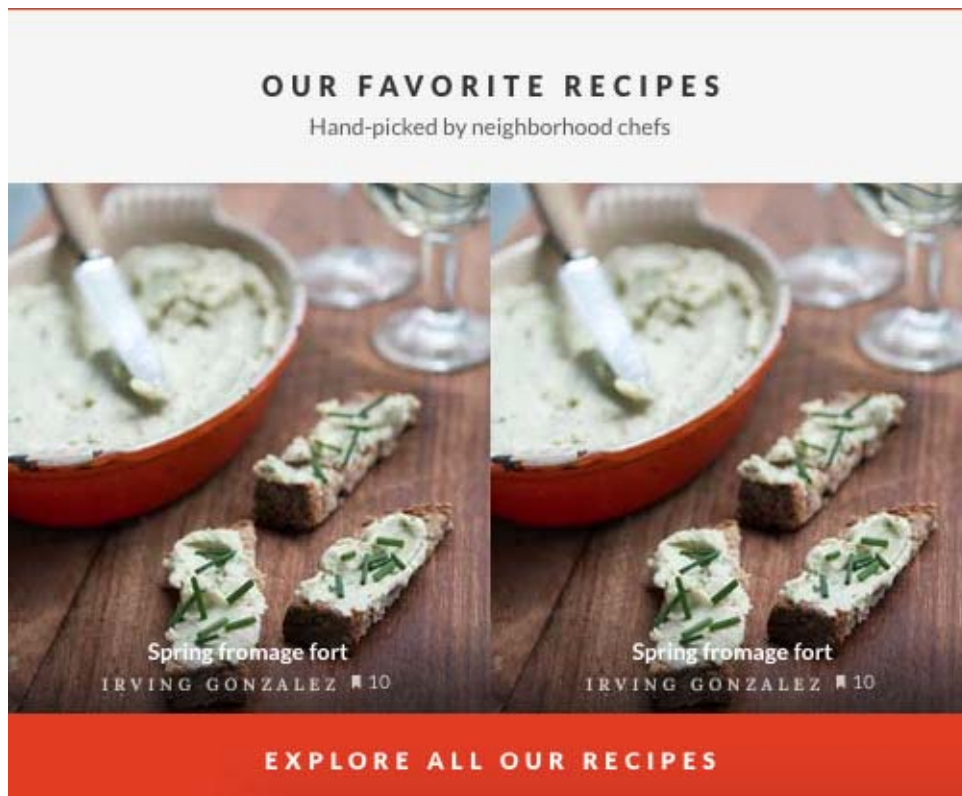 OUR FAVORITE RECIPES
Hand-picked by neighborhood chefs
Spring fromage fort
IRVING GONZALEZ 10
Spring fromage fort
IRVING GONZALEZ 10
EXPLORE ALL OUR RECIPES